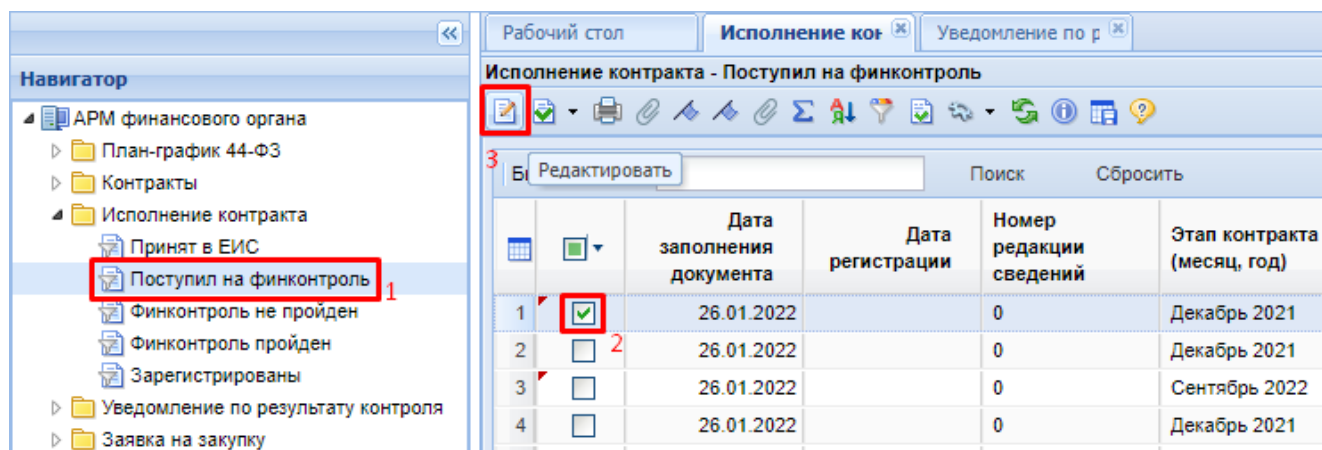 Навигатор
АРМ финансового органа
План-график 44-ФЗ
Контракты
Исполнение контракта
Принят в ЕИС
Поступил на финконтроль 1
Финконтроль не пройден
Финконтроль пройден
Зарегистрированы
Уведомление по результату контроля
Заявка на закупку
Рабочий стол Исполнение кон Уведомление по р
Исполнение контракта - Поступил на финконтроль
3
Редактировать Поиск Сбросить
Дата заполнения документа
Дата регистрации
Номер редакции сведений
Этап контракта (месяц, год)
1 26.01.2022 0 Декабрь 2021
2 2 26.01.2022 0 Декабрь 2021
3 26.01.2022 0 Сентябрь 2022
4 26.01.2022 0 Декабрь 2021